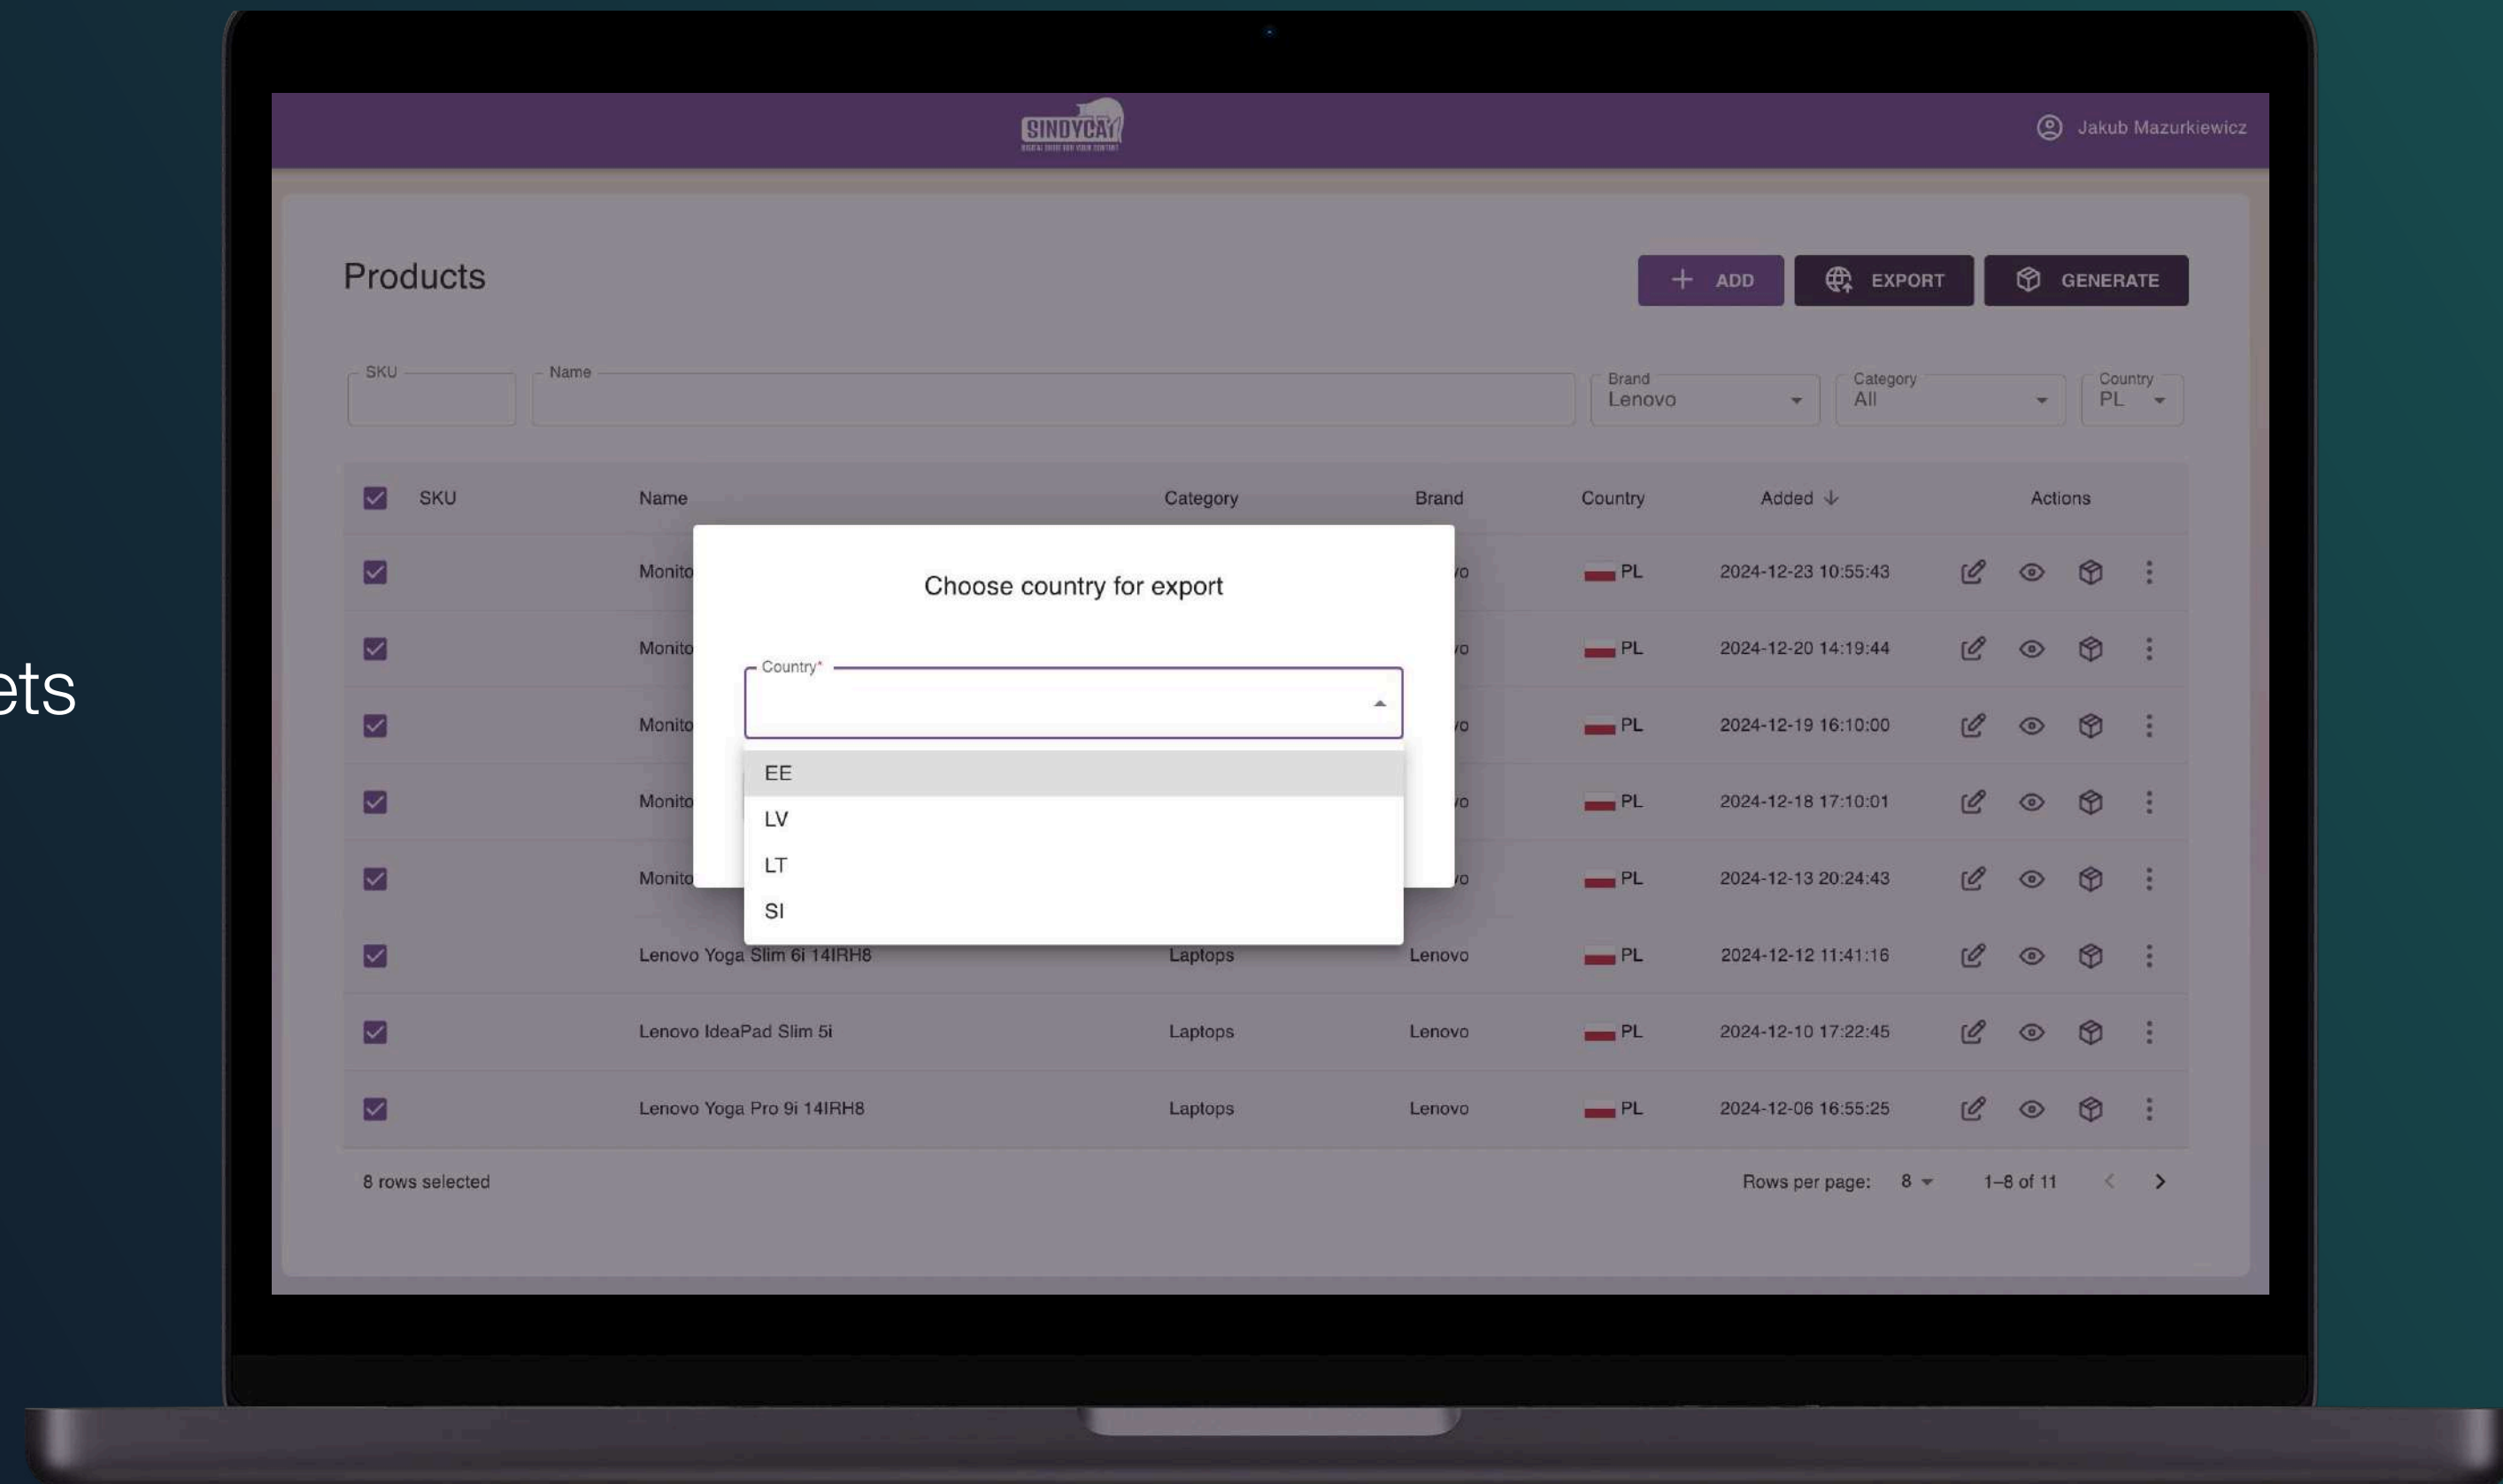 SINDYCAT
Jakub Mazurkiewicz
Products
ADD
EXPORT
GENERATE
SKU
Name
Brand
Lenovo
Category
All
Country
PL
ets
SKU Name Category Brand Country Added Actions
Monito vo PL 2024-12-23 10:55:43
Choose country for export
Monito vo PL 2024-12-20 14:19:44
Country*
Monito vo PL 2024-12-19 16:10:00
EE
Monito vo PL 2024-12-18 17:10:01
LV
LT
Monito vo PL 2024-12-13 20:24:43
SI
Lenovo Yoga Slim 6i 14IRH8 Laptops Lenovo PL 2024-12-12 11:41:16
Lenovo IdeaPad Slim 5i Laptops Lenovo PL 2024-12-10 17:22:45
Lenovo Yoga Pro 9i 14IRH8 Laptops Lenovo PL 2024-12-06 16:55:25
8 rows selected
Rows per page: 8 1–8 of 11